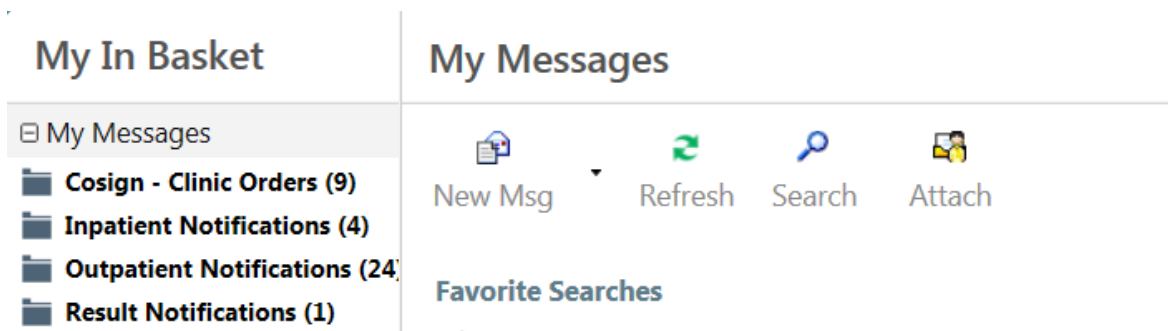 My In Basket
My Messages
My Messages
Cosign - Clinic Orders (9)
Inpatient Notifications (4)
Outpatient Notifications (24)
Result Notifications (1)
New Msg
Refresh
Search
Attach
Favorite Searches